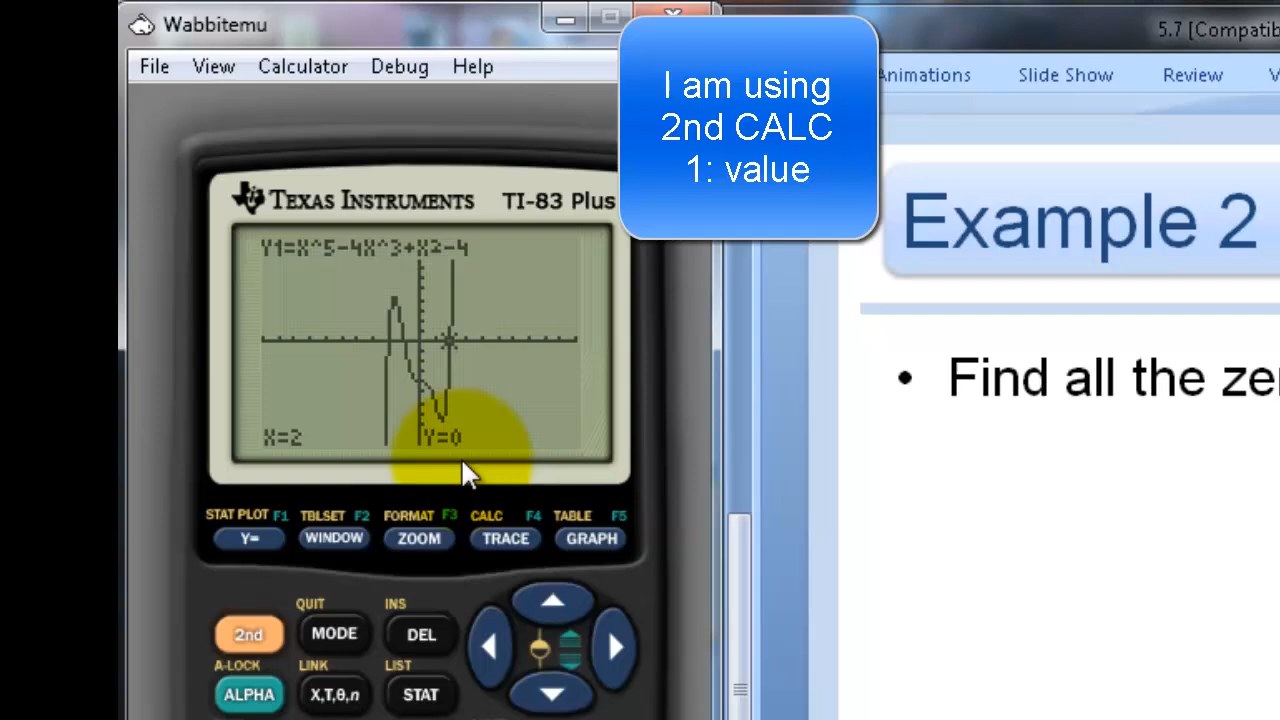 Wabbitemu
File View Calculator Debug Help
I am using
2nd CALC
1: value
5.7 [Compatib
Animations Slide Show Review V
TEXAS INSTRUMENTS TI-83 Plus
Y1=X^5-4X^3+X2-4
X=2 Y=0
Example 2
• Find all the zer
STAT PLOT F1 TBLSET F2 FORMAT F3 CALC F4 TABLE F5
Y= WINDOW ZOOM TRACE GRAPH
QUIT INS
2nd MODE DEL
A-LOCK LINK LIST
ALPHA X,T,θ,n STAT